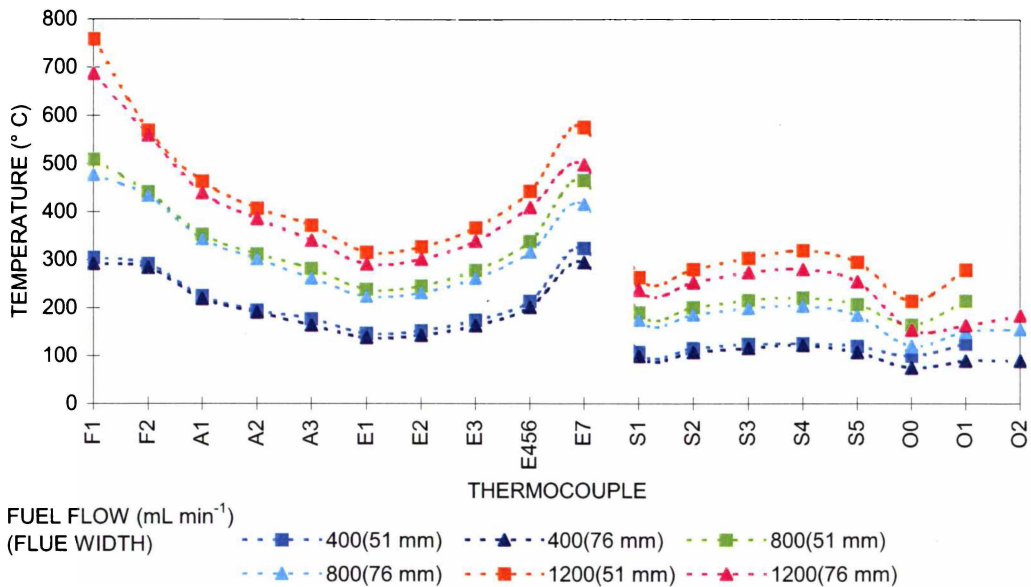 800
700
600
500
400
300
200
100
0
TEMPERATURE (° C)
F1 F2 A1 A2 A3 E1 E2 E3 E456 E7 S1 S2 S3 S4 S5 O0 O1 O2
THERMOCOUPLE
FUEL FLOW (mL min⁻¹)
(FLUE WIDTH)
400(51 mm) 400(76 mm) 800(51 mm)
800(76 mm) 1200(51 mm) 1200(76 mm)